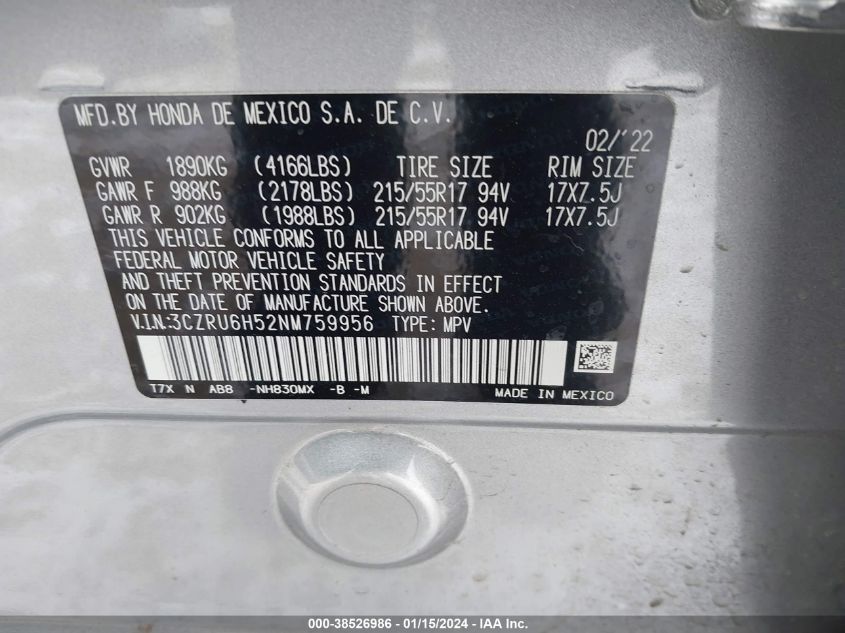 MFD.BY HONDA DE MEXICO S.A. DE C.V.
02/'22
GVWR 1890KG (4166LBS) TIRE SIZE RIM SIZE
GAWR F 988KG (2178LBS) 215/55R17 94V 17X7.5J
GAWR R 902KG (1988LBS) 215/55R17 94V 17X7.5J
THIS VEHICLE CONFORMS TO ALL APPLICABLE
FEDERAL MOTOR VEHICLE SAFETY
AND THEFT PREVENTION STANDARDS IN EFFECT
ON THE DATE OF MANUFACTURE SHOWN ABOVE.
V.I.N.:3CZRU6H52NM759956 TYPE: MPV
T7X N AB8 -NH830MX -B -M
MADE IN MEXICO
000-38526986 - 01/15/2024 - IAA Inc.